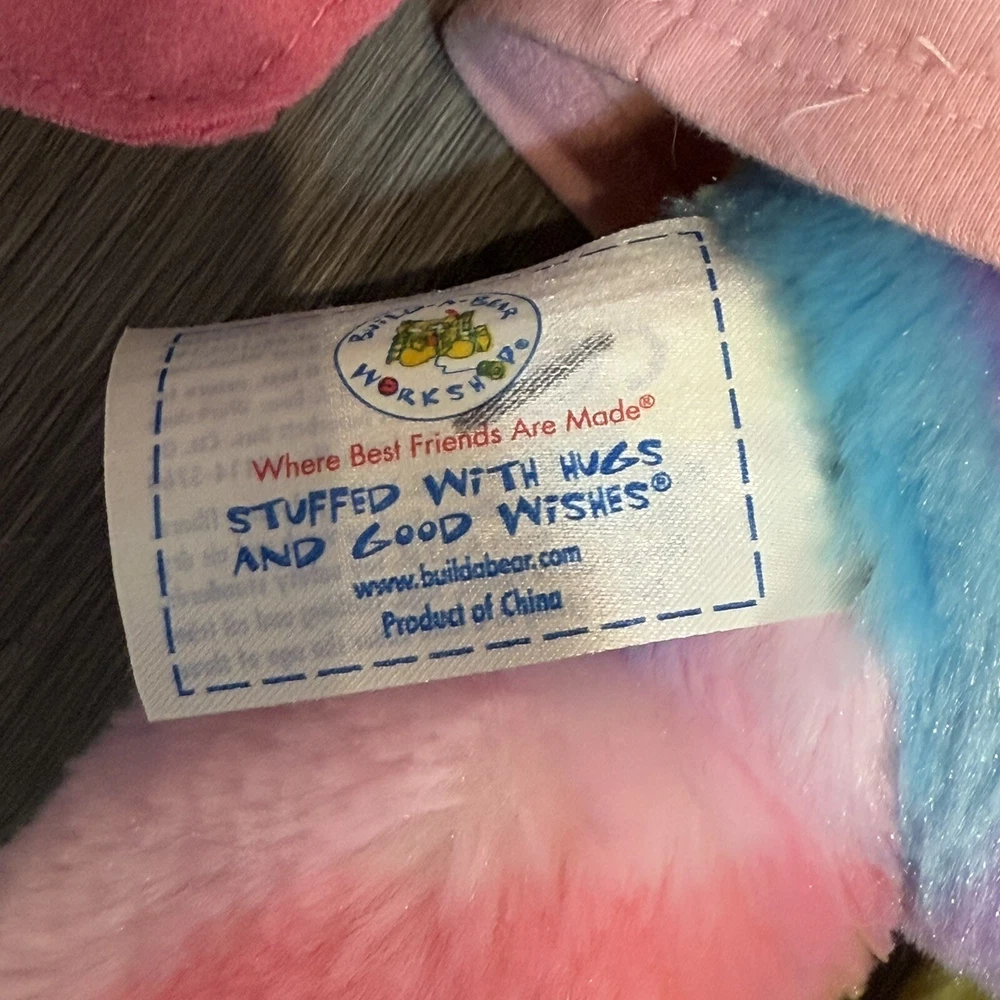 BUILD-A-BEAR
WORKSHOP®
Where Best Friends Are Made®
STUFFED WiTH HUGS
AND GOOD WiSHES®
www.buildabear.com
Product of China